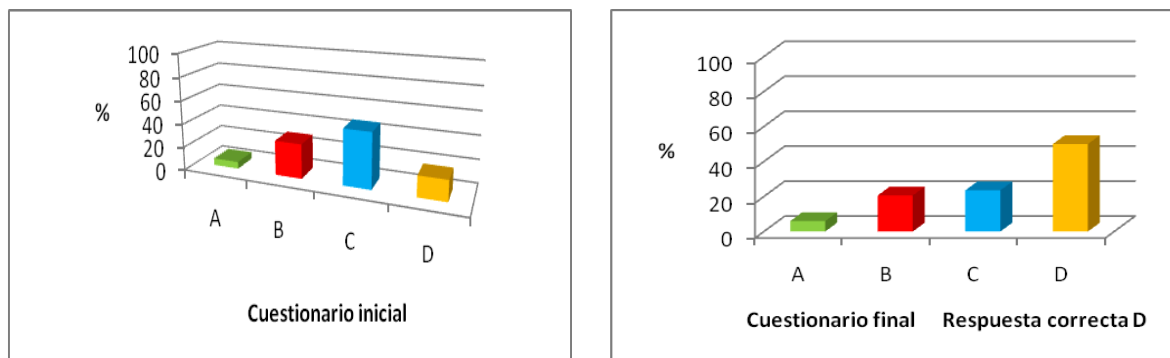 100
80
60
40
20
0
%
A
B
C
D
Cuestionario inicial
100
80
60
40
20
0
%
A B C D
Cuestionario final Respuesta correcta D